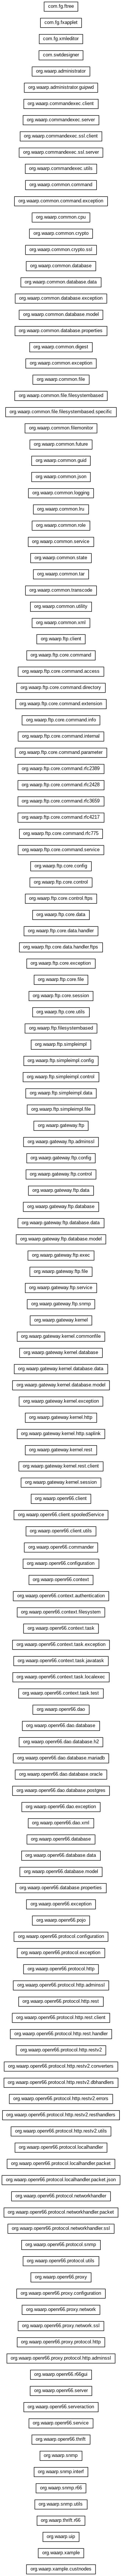 com.fg.ftree
com.fg.fxapplet
com.fg.xmleditor
com.swtdesigner
org.waarp.administrator
org.waarp.administrator.guipwd
org.waarp.commandexec.client
org.waarp.commandexec.server
org.waarp.commandexec.ssl.client
org.waarp.commandexec.ssl.server
org.waarp.commandexec.utils
org.waarp.common.command
org.waarp.common.command.exception
org.waarp.common.cpu
org.waarp.common.crypto
org.waarp.common.crypto.ssl
org.waarp.common.database
org.waarp.common.database.data
org.waarp.common.database.exception
org.waarp.common.database.model
org.waarp.common.database.properties
org.waarp.common.digest
org.waarp.common.exception
org.waarp.common.file
org.waarp.common.file.filesystembased
org.waarp.common.file.filesystembased.specific
org.waarp.common.filemonitor
org.waarp.common.future
org.waarp.common.guid
org.waarp.common.json
org.waarp.common.logging
org.waarp.common.lru
org.waarp.common.role
org.waarp.common.service
org.waarp.common.state
org.waarp.common.tar
org.waarp.common.transcode
org.waarp.common.utility
org.waarp.common.xml
org.waarp.ftp.client
org.waarp.ftp.core.command
org.waarp.ftp.core.command.access
org.waarp.ftp.core.command.directory
org.waarp.ftp.core.command.extension
org.waarp.ftp.core.command.info
org.waarp.ftp.core.command.internal
org.waarp.ftp.core.command.parameter
org.waarp.ftp.core.command.rfc2389
org.waarp.ftp.core.command.rfc2428
org.waarp.ftp.core.command.rfc3659
org.waarp.ftp.core.command.rfc4217
org.waarp.ftp.core.command.rfc775
org.waarp.ftp.core.command.service
org.waarp.ftp.core.config
org.waarp.ftp.core.control
org.waarp.ftp.core.control.ftps
org.waarp.ftp.core.data
org.waarp.ftp.core.data.handler
org.waarp.ftp.core.data.handler.ftps
org.waarp.ftp.core.exception
org.waarp.ftp.core.file
org.waarp.ftp.core.session
org.waarp.ftp.core.utils
org.waarp.ftp.filesystembased
org.waarp.ftp.simpleimpl
org.waarp.ftp.simpleimpl.config
org.waarp.ftp.simpleimpl.control
org.waarp.ftp.simpleimpl.data
org.waarp.ftp.simpleimpl.file
org.waarp.gateway.ftp
org.waarp.gateway.ftp.adminssl
org.waarp.gateway.ftp.config
org.waarp.gateway.ftp.control
org.waarp.gateway.ftp.data
org.waarp.gateway.ftp.database
org.waarp.gateway.ftp.database.data
org.waarp.gateway.ftp.database.model
org.waarp.gateway.ftp.exec
org.waarp.gateway.ftp.file
org.waarp.gateway.ftp.service
org.waarp.gateway.ftp.snmp
org.waarp.gateway.kernel
org.waarp.gateway.kernel.commonfile
org.waarp.gateway.kernel.database
org.waarp.gateway.kernel.database.data
org.waarp.gateway.kernel.database.model
org.waarp.gateway.kernel.exception
org.waarp.gateway.kernel.http
org.waarp.gateway.kernel.http.saplink
org.waarp.gateway.kernel.rest
org.waarp.gateway.kernel.rest.client
org.waarp.gateway.kernel.session
org.waarp.openr66.client
org.waarp.openr66.client.spooledService
org.waarp.openr66.client.utils
org.waarp.openr66.commander
org.waarp.openr66.configuration
org.waarp.openr66.context
org.waarp.openr66.context.authentication
org.waarp.openr66.context.filesystem
org.waarp.openr66.context.task
org.waarp.openr66.context.task.exception
org.waarp.openr66.context.task.javatask
org.waarp.openr66.context.task.localexec
org.waarp.openr66.context.task.test
org.waarp.openr66.dao
org.waarp.openr66.dao.database
org.waarp.openr66.dao.database.h2
org.waarp.openr66.dao.database.mariadb
org.waarp.openr66.dao.database.oracle
org.waarp.openr66.dao.database.postgres
org.waarp.openr66.dao.exception
org.waarp.openr66.dao.xml
org.waarp.openr66.database
org.waarp.openr66.database.data
org.waarp.openr66.database.model
org.waarp.openr66.database.properties
org.waarp.openr66.exception
org.waarp.openr66.pojo
org.waarp.openr66.protocol.configuration
org.waarp.openr66.protocol.exception
org.waarp.openr66.protocol.http
org.waarp.openr66.protocol.http.adminssl
org.waarp.openr66.protocol.http.rest
org.waarp.openr66.protocol.http.rest.client
org.waarp.openr66.protocol.http.rest.handler
org.waarp.openr66.protocol.http.restv2
org.waarp.openr66.protocol.http.restv2.converters
org.waarp.openr66.protocol.http.restv2.dbhandlers
org.waarp.openr66.protocol.http.restv2.errors
org.waarp.openr66.protocol.http.restv2.resthandlers
org.waarp.openr66.protocol.http.restv2.utils
org.waarp.openr66.protocol.localhandler
org.waarp.openr66.protocol.localhandler.packet
org.waarp.openr66.protocol.localhandler.packet.json
org.waarp.openr66.protocol.networkhandler
org.waarp.openr66.protocol.networkhandler.packet
org.waarp.openr66.protocol.networkhandler.ssl
org.waarp.openr66.protocol.snmp
org.waarp.openr66.protocol.utils
org.waarp.openr66.proxy
org.waarp.openr66.proxy.configuration
org.waarp.openr66.proxy.network
org.waarp.openr66.proxy.network.ssl
org.waarp.openr66.proxy.protocol.http
org.waarp.openr66.proxy.protocol.http.adminssl
org.waarp.openr66.r66gui
org.waarp.openr66.server
org.waarp.openr66.serveraction
org.waarp.openr66.service
org.waarp.openr66.thrift
org.waarp.snmp
org.waarp.snmp.interf
org.waarp.snmp.r66
org.waarp.snmp.utils
org.waarp.thrift.r66
org.waarp.uip
org.waarp.xample
org.waarp.xample.custnodes